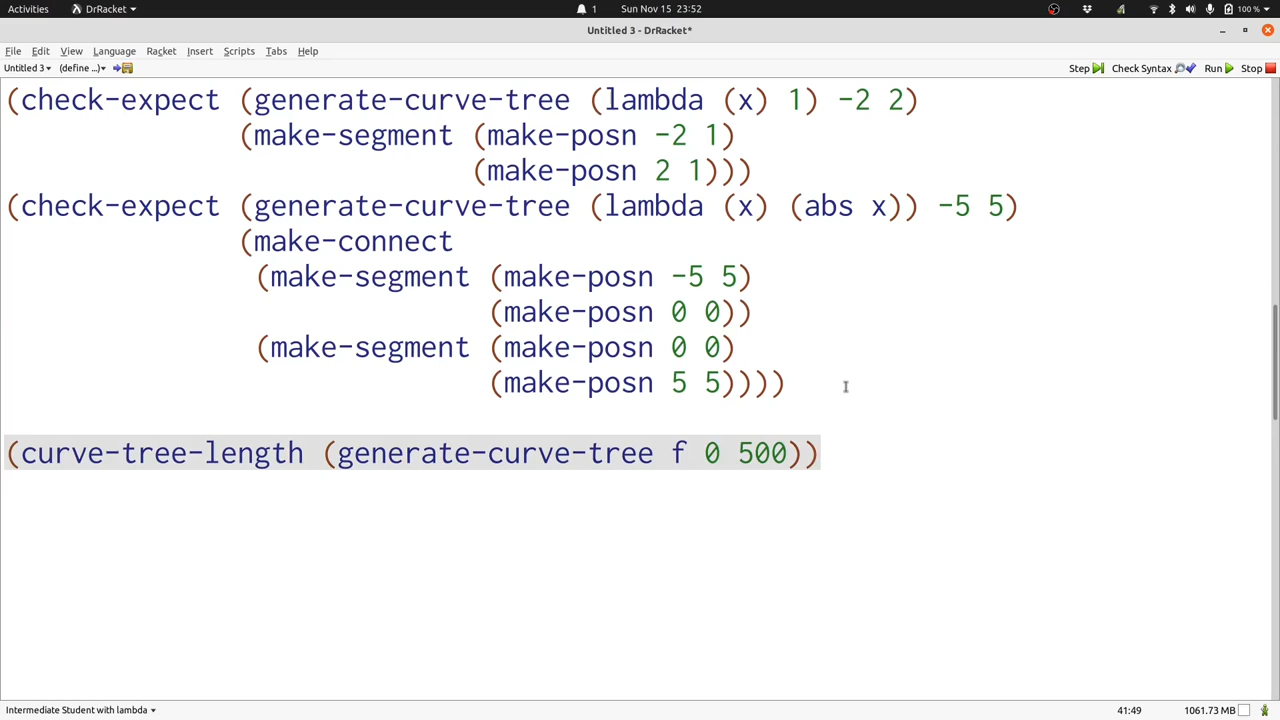 Activities DrRacket 1 Sun Nov 15 23:52 100 %
Untitled 3 - DrRacket*
File Edit View Language Racket Insert Scripts Tabs Help
Untitled 3 (define ...) Step Check Syntax Run Stop
(check-expect (generate-curve-tree (lambda (x) 1) -2 2)
(make-segment (make-posn -2 1)
(make-posn 2 1)))
(check-expect (generate-curve-tree (lambda (x) (abs x)) -5 5)
(make-connect
(make-segment (make-posn -5 5)
(make-posn 0 0))
(make-segment (make-posn 0 0)
(make-posn 5 5))))
(curve-tree-length (generate-curve-tree f 0 500))
Intermediate Student with lambda 41:49 1061.73 MB